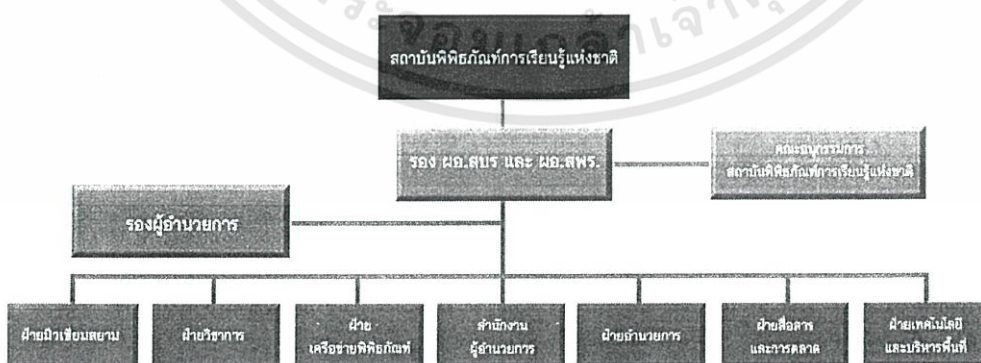 สถาบันพิพิธภัณฑ์การเรียนรู้แห่งชาติ
รอง ผอ.สบร และ ผอ.สพร.
คณะอนุกรรมการ
สถาบันพิพิธภัณฑ์การเรียนรู้แห่งชาติ
รองผู้อำนวยการ
ฝ่ายมิวเซียมสยาม
ฝ่ายวิชาการ
ฝ่าย
เครือข่ายพิพิธภัณฑ์
สำนักงาน
ผู้อำนวยการ
ฝ่ายอำนวยการ
ฝ่ายสื่อสาร
และการตลาด
ฝ่ายเทคโนโลยี
และบริหารพื้นที่